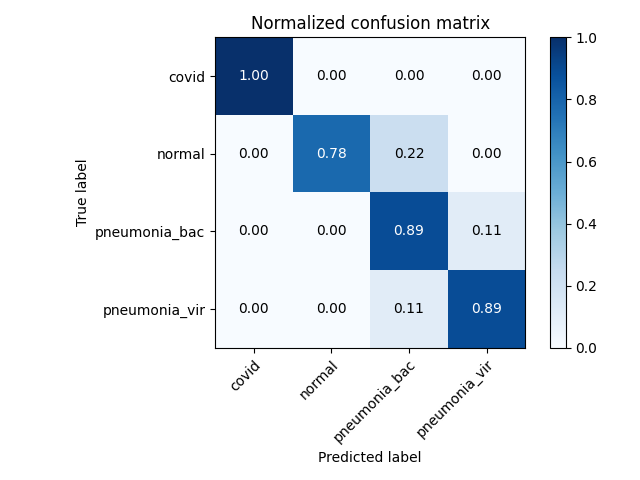 Normalized confusion matrix
True label
covid 1.00 0.00 0.00 0.00
normal 0.00 0.78 0.22 0.00
pneumonia_bac 0.00 0.00 0.89 0.11
pneumonia_vir 0.00 0.00 0.11 0.89
covid normal pneumonia_bac pneumonia_vir
Predicted label
1.0
0.8
0.6
0.4
0.2
0.0